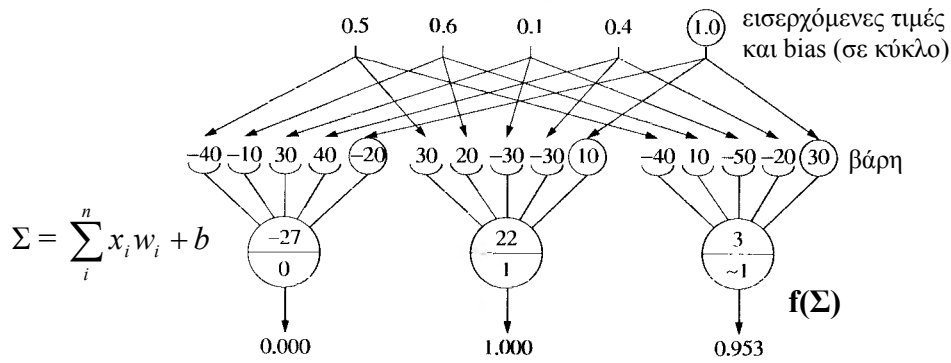 0.5 0.6 0.1 0.4 1.0 εισερχόμενες τιμές
και bias (σε κύκλο)
−40 −10 30 40 −20 30 20 −30 −30 10 −40 10 −50 −20 30 βάρη
Σ = ∑ x_i w_i + b
n
i
−27 22 3
0 1 ~1
f(Σ)
0.000 1.000 0.953